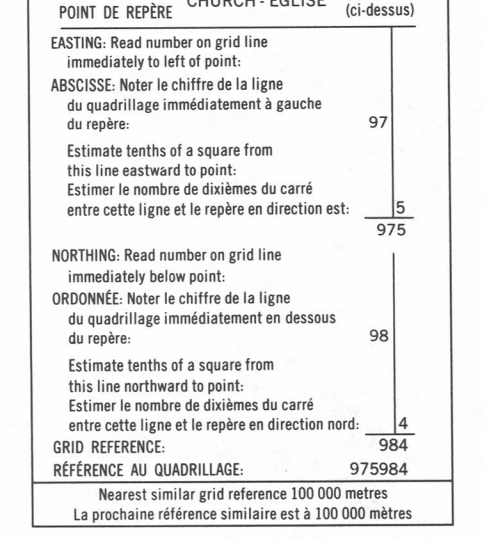 CHURCH - ÉGLISE
POINT DE REPÈRE (ci-dessus)
EASTING: Read number on grid line
immediately to left of point:
ABSCISSE: Noter le chiffre de la ligne
du quadrillage immédiatement à gauche
du repère: 97
Estimate tenths of a square from
this line eastward to point:
Estimer le nombre de dixièmes du carré
entre cette ligne et le repère en direction est: 5
975
NORTHING: Read number on grid line
immediately below point:
ORDONNÉE: Noter le chiffre de la ligne
du quadrillage immédiatement en dessous
du repère: 98
Estimate tenths of a square from
this line northward to point:
Estimer le nombre de dixièmes du carré
entre cette ligne et le repère en direction nord: 4
GRID REFERENCE: 984
RÉFÉRENCE AU QUADRILLAGE: 975984
Nearest similar grid reference 100 000 metres
La prochaine référence similaire est à 100 000 mètres